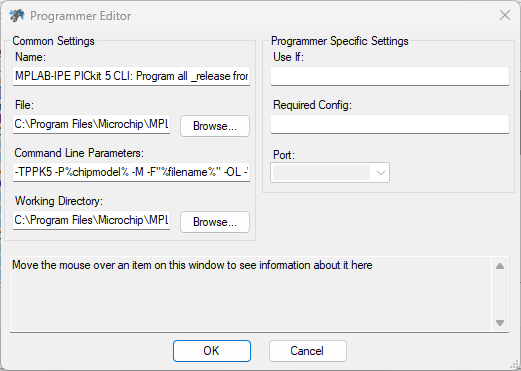 Programmer Editor
Common Settings
Name:
MPLAB-IPE PICkit 5 CLI: Program all _release fron
File:
C:\Program Files\Microchip\MPL
Browse...
Command Line Parameters:
-TPPK5 -P%chipmodel% -M -F"%filename%" -OL -
Working Directory:
C:\Program Files\Microchip\MPL
Browse...
Programmer Specific Settings
Use If:
Required Config:
Port:
Move the mouse over an item on this window to see information about it here
OK
Cancel